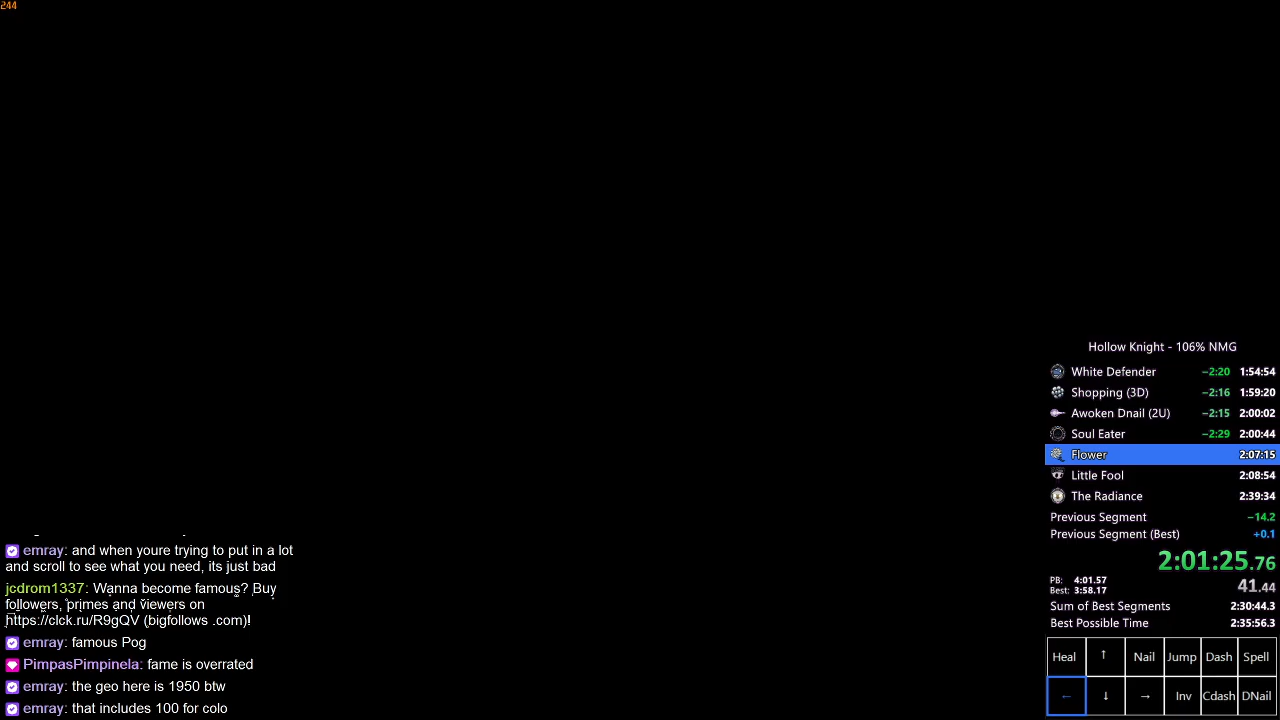 244
Hollow Knight - 106% NMG
White Defender −2:20 1:54:54
Shopping (3D) −2:16 1:59:20
Awoken Dnail (2U) −2:15 2:00:02
Soul Eater −2:29 2:00:44
Flower 2:07:15
Little Fool 2:08:54
The Radiance 2:39:34
Previous Segment −14.2
Previous Segment (Best) +0.1
2:01:25.76
PB: 4:01.57
Best: 3:58.17
41.44
Sum of Best Segments 2:30:44.3
Best Possible Time 2:35:56.3
Heal ↑ Nail Jump Dash Spell
← ↓ → Inv Cdash DNail
emray: and when youre trying to put in a lot
and scroll to see what you need, its just bad
jcdrom1337: Wanna become famous? Buy
followers, primes and viewers on
https://clck.ru/R9gQV (bigfollows .com)!
emray: famous Pog
PimpasPimpinela: fame is overrated
emray: the geo here is 1950 btw
emray: that includes 100 for colo